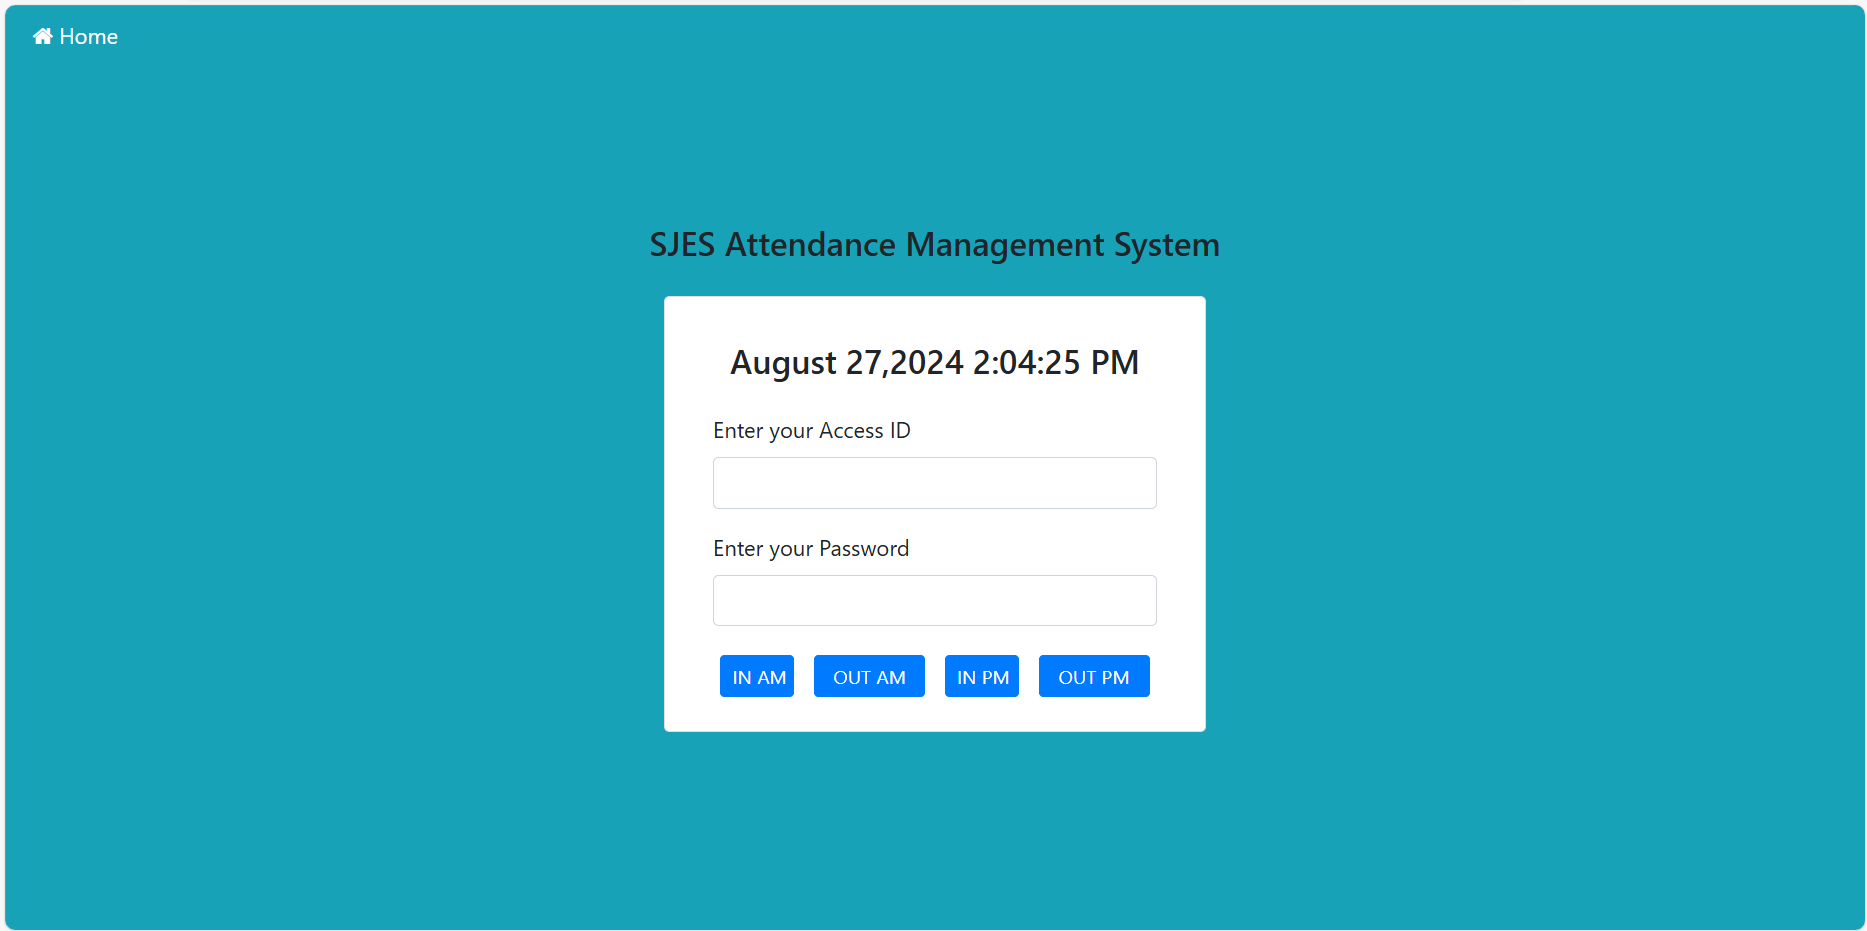 Home
SJES Attendance Management System
August 27,2024 2:04:25 PM
Enter your Access ID
Enter your Password
IN AM OUT AM IN PM OUT PM